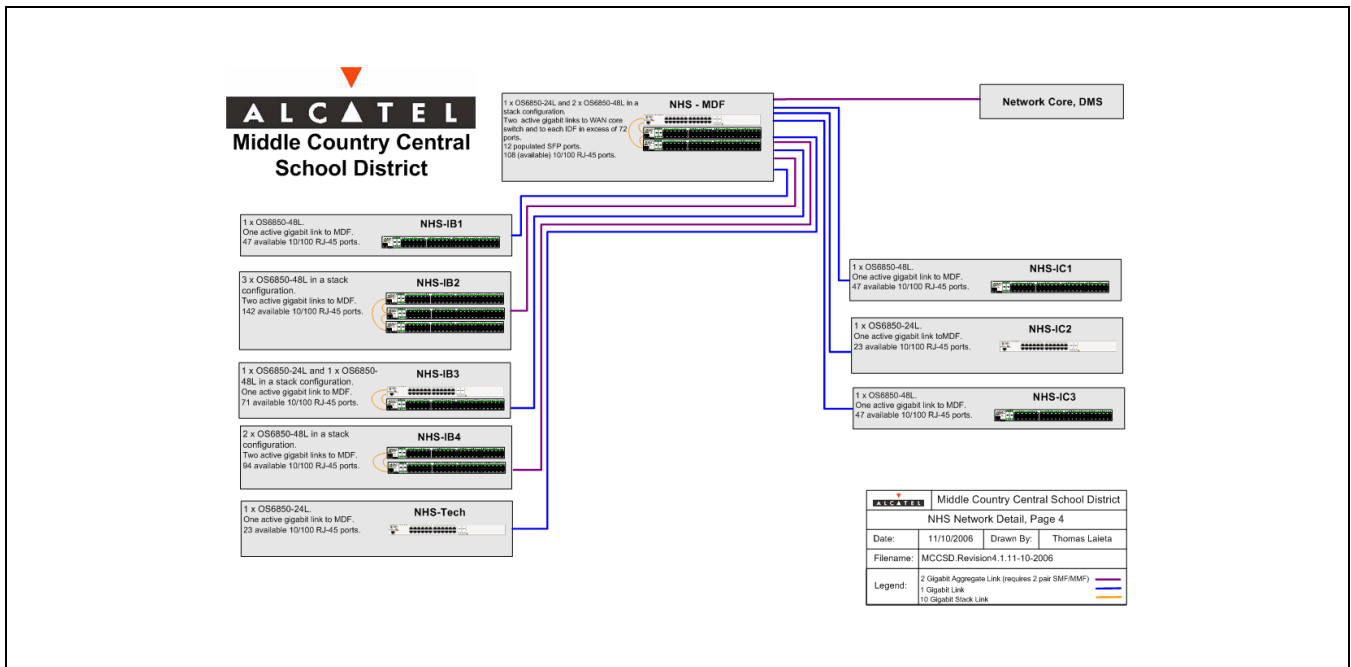 ALCATEL
Middle Country Central
School District
1 x OS6850-24L and 2 x OS6850-48L in a
stack configuration.
Two active gigabit links to WAN core
switch and to each IDF in excess of 72
ports.
12 populated SFP ports.
108 (available) 10/100 RJ-45 ports.
NHS - MDF
Network Core, DMS
1 x OS6850-48L.
One active gigabit link to MDF.
47 available 10/100 RJ-45 ports.
NHS-IB1
3 x OS6850-48L in a stack
configuration.
Two active gigabit links to MDF.
142 available 10/100 RJ-45 ports.
NHS-IB2
1 x OS6850-24L and 1 x OS6850-
48L in a stack configuration.
One active gigabit link to MDF.
71 available 10/100 RJ-45 ports.
NHS-IB3
2 x OS6850-48L in a stack
configuration.
Two active gigabit links to MDF.
94 available 10/100 RJ-45 ports.
NHS-IB4
1 x OS6850-24L.
One active gigabit link to MDF.
23 available 10/100 RJ-45 ports.
NHS-Tech
1 x OS6850-48L.
One active gigabit link to MDF.
47 available 10/100 RJ-45 ports.
NHS-IC1
1 x OS6850-24L.
One active gigabit link toMDF.
23 available 10/100 RJ-45 ports.
NHS-IC2
1 x OS6850-48L.
One active gigabit link to MDF.
47 available 10/100 RJ-45 ports.
NHS-IC3
ALCATEL Middle Country Central School District
NHS Network Detail, Page 4
Date: 11/10/2006 Drawn By: Thomas Laieta
Filename: MCCSD.Revision4.1.11-10-2006
Legend:
2 Gigabit Aggregate Link (requires 2 pair SMF/MMF)
1 Gigabit Link
10 Gigabit Stack Link